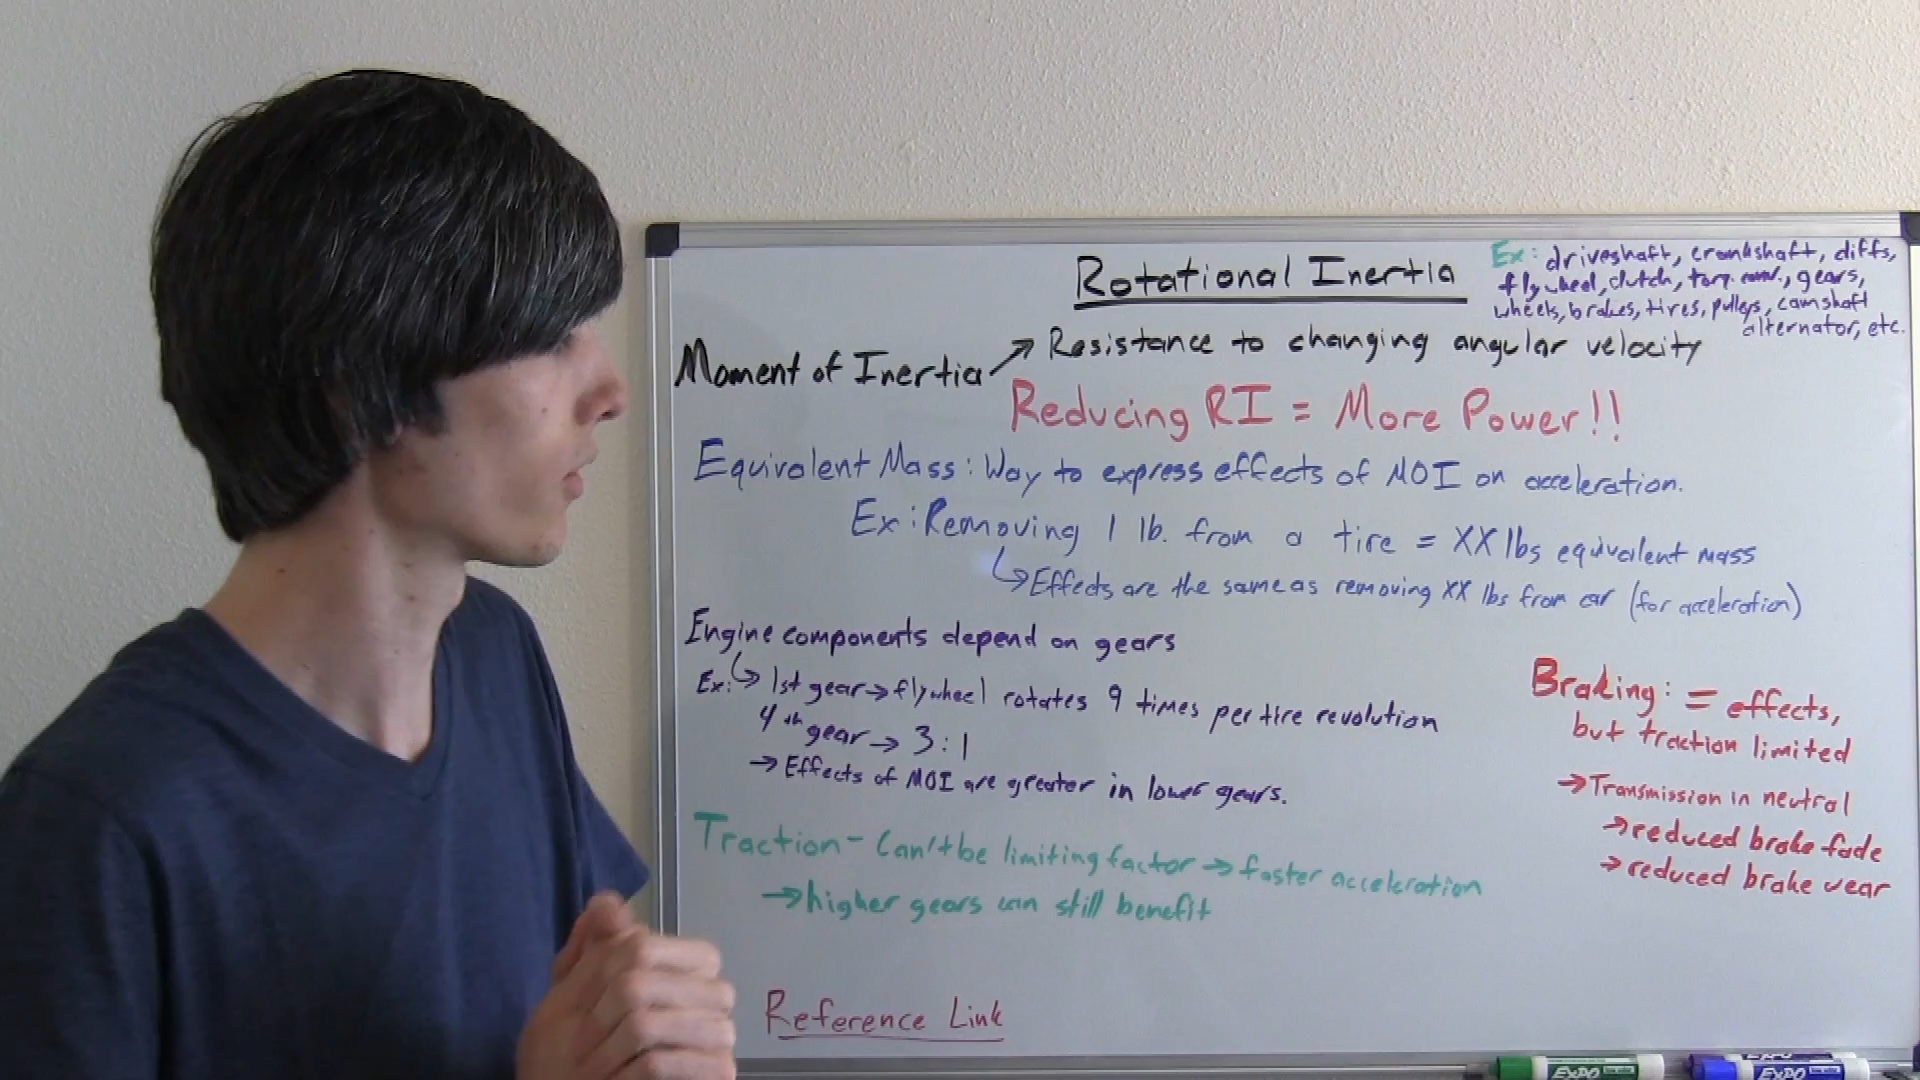 Rotational Inertia
Ex: driveshaft, crankshaft, diffs,
flywheel, clutch, torq. conv., gears,
wheels, brakes, tires, pulleys, camshaft
alternator, etc.
Moment of Inertia ↗ Resistance to changing angular velocity
Reducing RI = More Power!!
Equivalent Mass: Way to express effects of MOI on acceleration.
Ex: Removing 1 lb. from a tire = XX lbs equivalent mass
↳ Effects are the same as removing XX lbs from car (for acceleration)
Engine components depend on gears
Ex: ↳ 1st gear → flywheel rotates 9 times per tire revolution
4th gear → 3:1
→ Effects of MOI are greater in lower gears.
Traction - Can't be limiting factor → faster acceleration
→ higher gears can still benefit
Braking: = effects,
but traction limited
→ Transmission in neutral
→ reduced brake fade
→ reduced brake wear
Reference Link
EXPO
EXPO